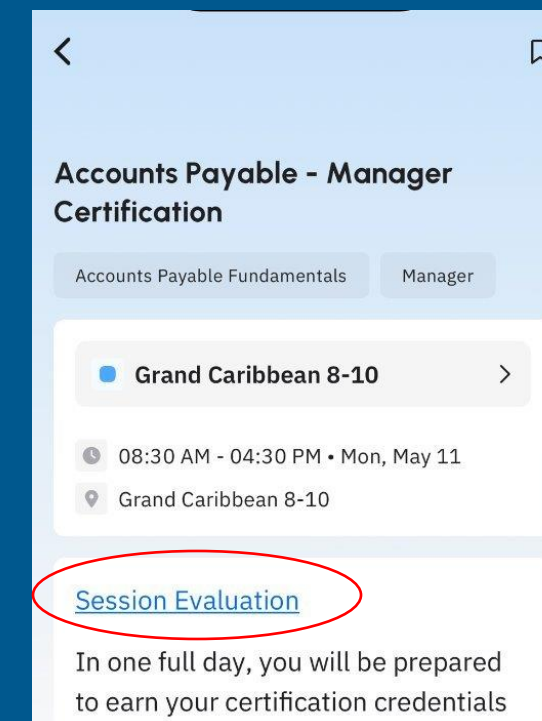 Accounts Payable - Manager
Certification
Accounts Payable Fundamentals Manager
Grand Caribbean 8-10
08:30 AM - 04:30 PM • Mon, May 11
Grand Caribbean 8-10
Session Evaluation
In one full day, you will be prepared
to earn your certification credentials